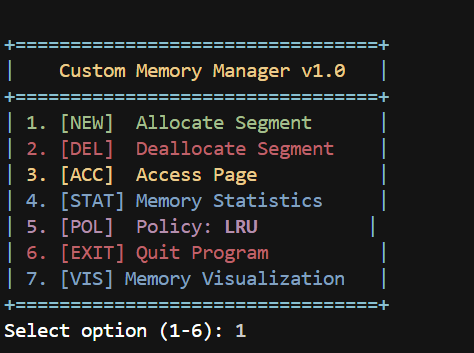 +=================================+
|    Custom Memory Manager v1.0   |
+=================================+
| 1. [NEW]  Allocate Segment      |
| 2. [DEL]  Deallocate Segment    |
| 3. [ACC]  Access Page           |
| 4. [STAT] Memory Statistics     |
| 5. [POL]  Policy: LRU          |
| 6. [EXIT] Quit Program          |
| 7. [VIS] Memory Visualization   |
+=================================+
Select option (1-6): 1